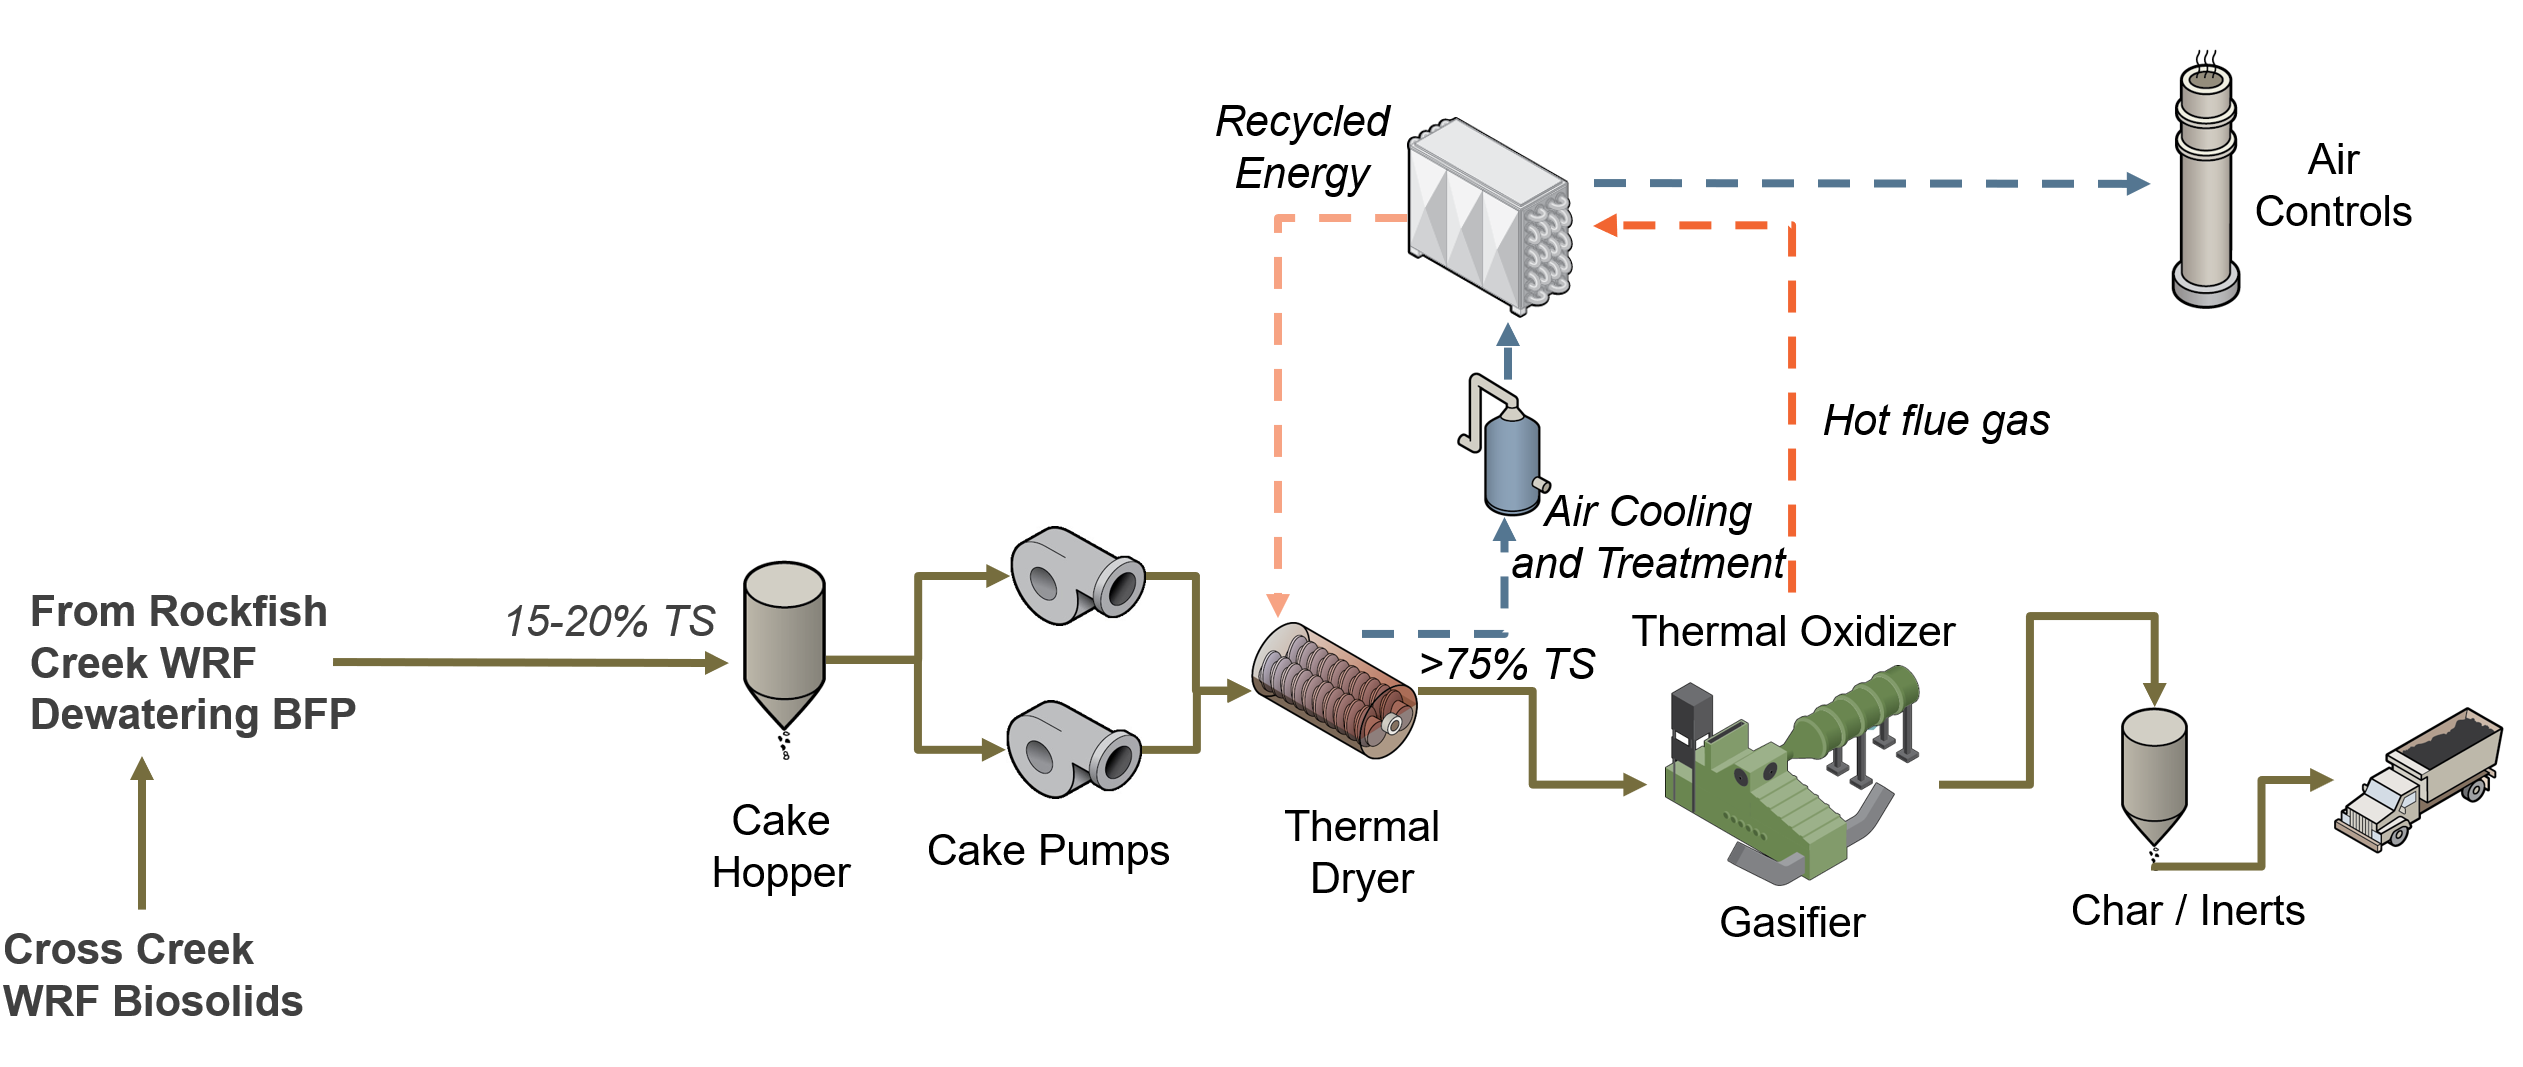 Recycled
Energy
Air
Controls
Hot flue gas
Air Cooling
and Treatment
From Rockfish
Creek WRF
Dewatering BFP
15-20% TS
>75% TS
Thermal Oxidizer
Cake
Hopper
Cake Pumps
Thermal
Dryer
Gasifier
Char / Inerts
Cross Creek
WRF Biosolids